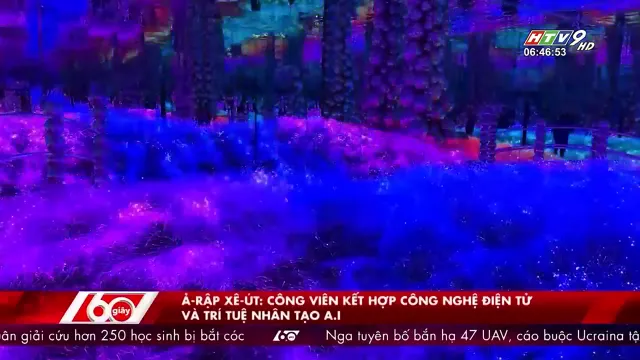 HTV9 HD
06:46:53
60 giây
Ả-RẬP XÊ-ÚT: CÔNG VIÊN KẾT HỢP CÔNG NGHỆ ĐIỆN TỬ
VÀ TRÍ TUỆ NHÂN TẠO A.I
giải cứu hơn 250 học sinh bị bắt cóc 60 Nga tuyên bố bắn hạ 47 UAV, cáo buộc Ucraina